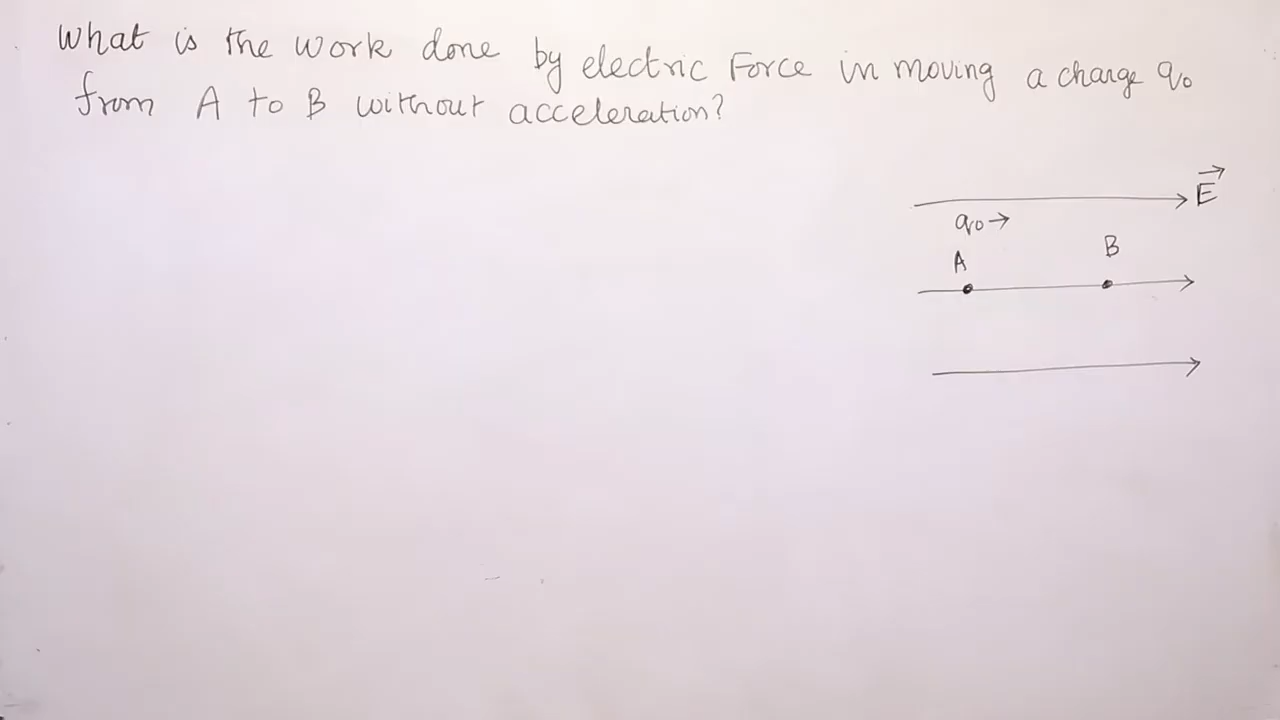 What is the work done by electric Force in moving a charge q₀
from A to B without acceleration?
E
q₀ →
A
B